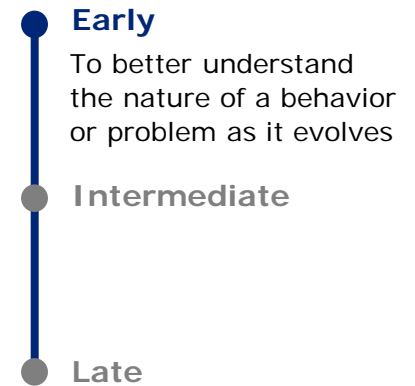 Early
To better understand
the nature of a behavior
or problem as it evolves
Intermediate
Late